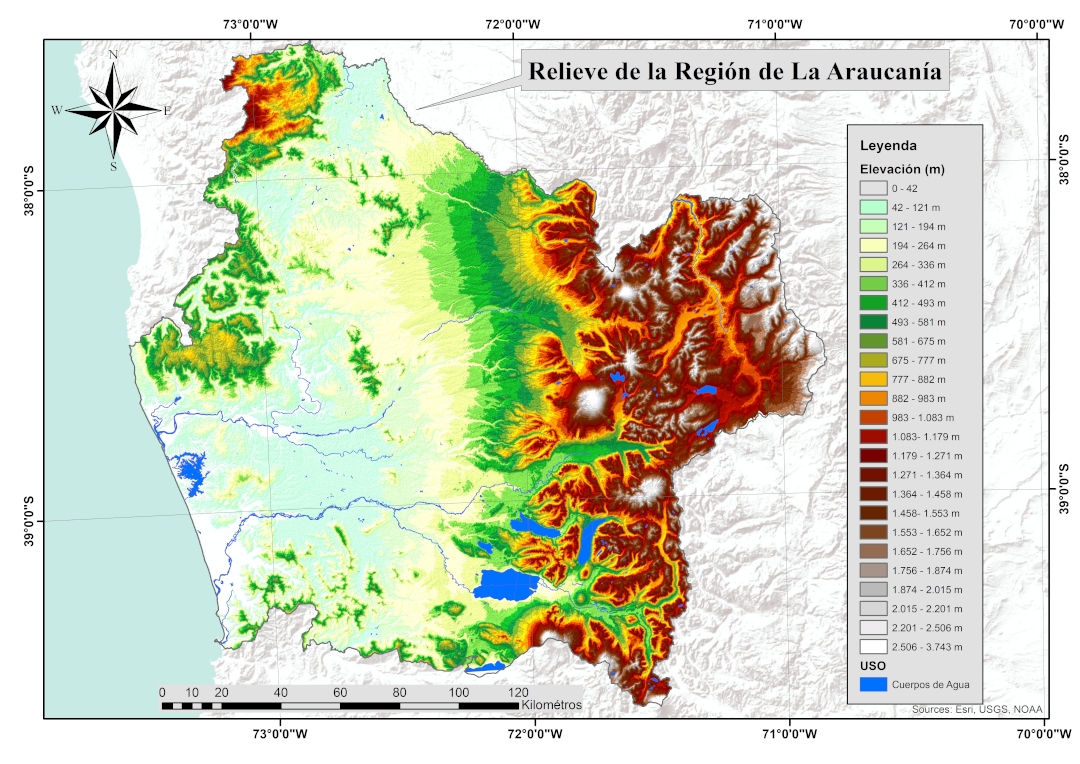 73°0'0"W 72°0'0"W 71°0'0"W 70°0'0"W
N
W E
S
Relieve de la Región de La Araucanía
38°0'0"S
39°0'0"S
38°0'0"S
39°0'0"S
Leyenda
Elevación (m)
0 - 42
42 - 121 m
121 - 194 m
194 - 264 m
264 - 336 m
336 - 412 m
412 - 493 m
493 - 581 m
581 - 675 m
675 - 777 m
777 - 882 m
882 - 983 m
983 - 1.083 m
1.083- 1.179 m
1.179 - 1.271 m
1.271 - 1.364 m
1.364 - 1.458 m
1.458- 1.553 m
1.553 - 1.652 m
1.652 - 1.756 m
1.756 - 1.874 m
1.874 - 2.015 m
2.015 - 2.201 m
2.201 - 2.506 m
2.506 - 3.743 m
USO
Cuerpos de Agua
0 10 20 40 60 80 100 120
Kilométros
Sources: Esri, USGS, NOAA
73°0'0"W 72°0'0"W 71°0'0"W 70°0'0"W